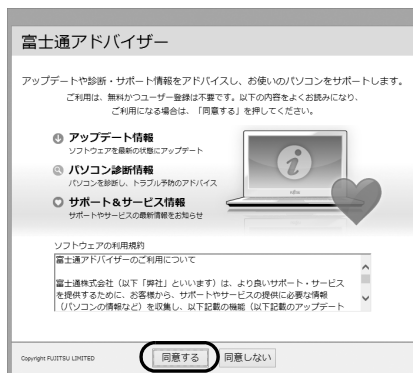 富士通アドバイザー
アップデートや診断・サポート情報をアドバイスし、お使いのパソコンをサポートします。
ご利用は、無料かつユーザー登録は不要です。以下の内容をよくお読みになり、
ご利用になる場合は、「同意する」を押してください。
アップデート情報
ソフトウェアを最新の状態にアップデート
パソコン診断情報
パソコンを診断し、トラブル予防のアドバイス
サポート&サービス情報
サポートやサービスの最新情報をお知らせ
FUJITSU
ソフトウェアの利用規約
富士通アドバイザーのご利用について
富士通株式会社（以下「弊社」といいます）は、より良いサポート・サービス
を提供するために、お客様から、サポートやサービスの提供に必要な情報
（パソコンの情報など）を収集し、以下記載の機能（以下記載のアップデート
Copyright FUJITSU LIMITED
同意する
同意しない